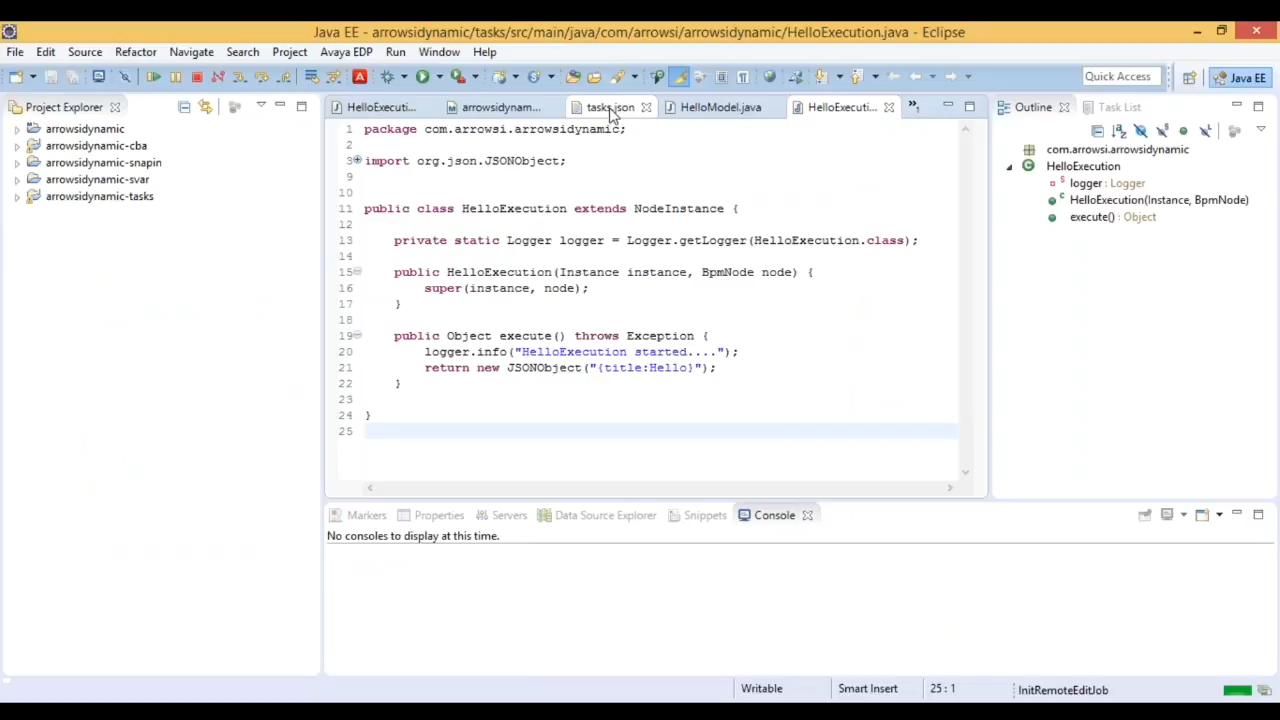 Java EE - arrowsidynamic/tasks/src/main/java/com/arrowsi/arrowsidynamic/HelloExecution.java - Eclipse
File Edit Source Refactor Navigate Search Project Avaya EDP Run Window Help
Quick Access Java EE
Project Explorer
arrowsidynamic
arrowsidynamic-cba
arrowsidynamic-snapin
arrowsidynamic-svar
arrowsidynamic-tasks
HelloExecuti... arrowsidynam... tasks.json HelloModel.java HelloExecuti... »1
1 package com.arrowsi.arrowsidynamic;
2
3 import org.json.JSONObject;
9
10
11 public class HelloExecution extends NodeInstance {
12
13 private static Logger logger = Logger.getLogger(HelloExecution.class);
14
15 public HelloExecution(Instance instance, BpmNode node) {
16 super(instance, node);
17 }
18
19 public Object execute() throws Exception {
20 logger.info("HelloExecution started....");
21 return new JSONObject("{title:Hello}");
22 }
23
24 }
25
Outline Task List
com.arrowsi.arrowsidynamic
HelloExecution
logger : Logger
HelloExecution(Instance, BpmNode)
execute() : Object
Markers Properties Servers Data Source Explorer Snippets Console
No consoles to display at this time.
Writable Smart Insert 25 : 1 InitRemoteEditJob